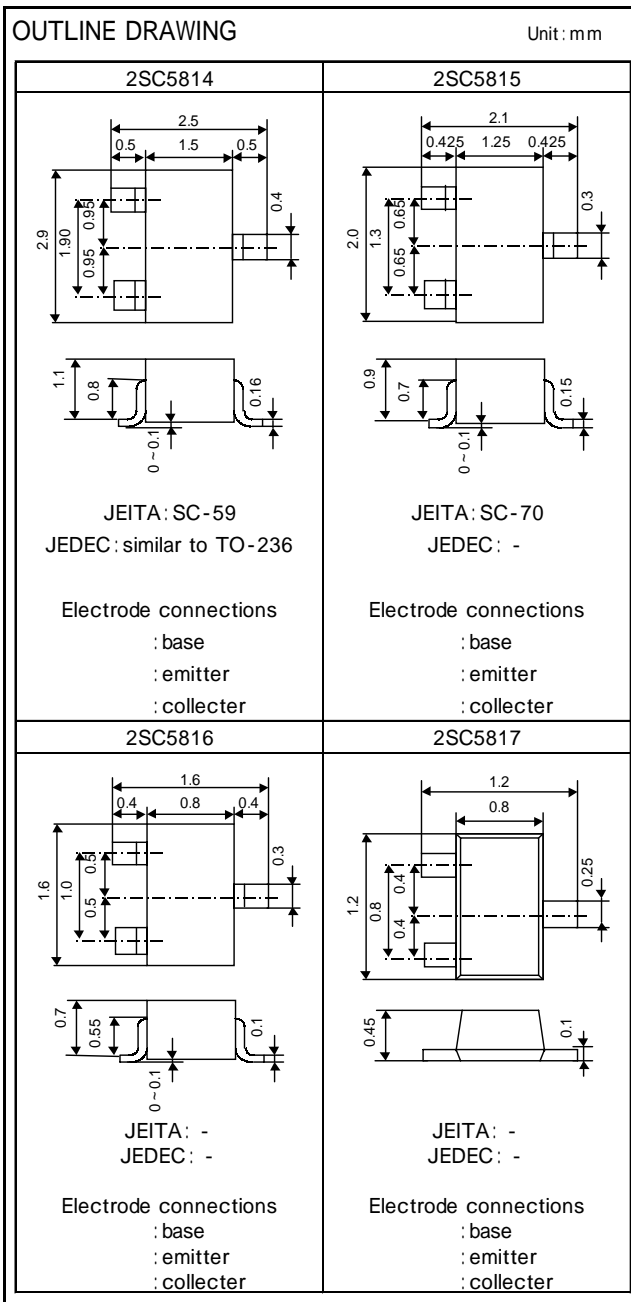 OUTLINE DRAWING Unit:mm
2SC5814
2.5
0.5 1.5 0.5
2.9
1.90
0.95
0.95
0.4
1.1
0.8
0.16
0~0.1
JEITA:SC-59
JEDEC:similar to TO-236
Electrode connections
:base
:emitter
:collecter
2SC5815
2.1
0.425 1.25 0.425
2.0
1.3
0.65
0.65
0.3
0.9
0.7
0.15
0~0.1
JEITA:SC-70
JEDEC: -
Electrode connections
:base
:emitter
:collecter
2SC5816
1.6
0.4 0.8 0.4
1.6
1.0
0.5
0.5
0.3
0.7
0.55
0.1
0~0.1
JEITA: -
JEDEC: -
Electrode connections
:base
:emitter
:collecter
2SC5817
1.2
0.8
1.2
0.8
0.4
0.4
0.25
0.45
0.1
JEITA: -
JEDEC: -
Electrode connections
:base
:emitter
:collecter